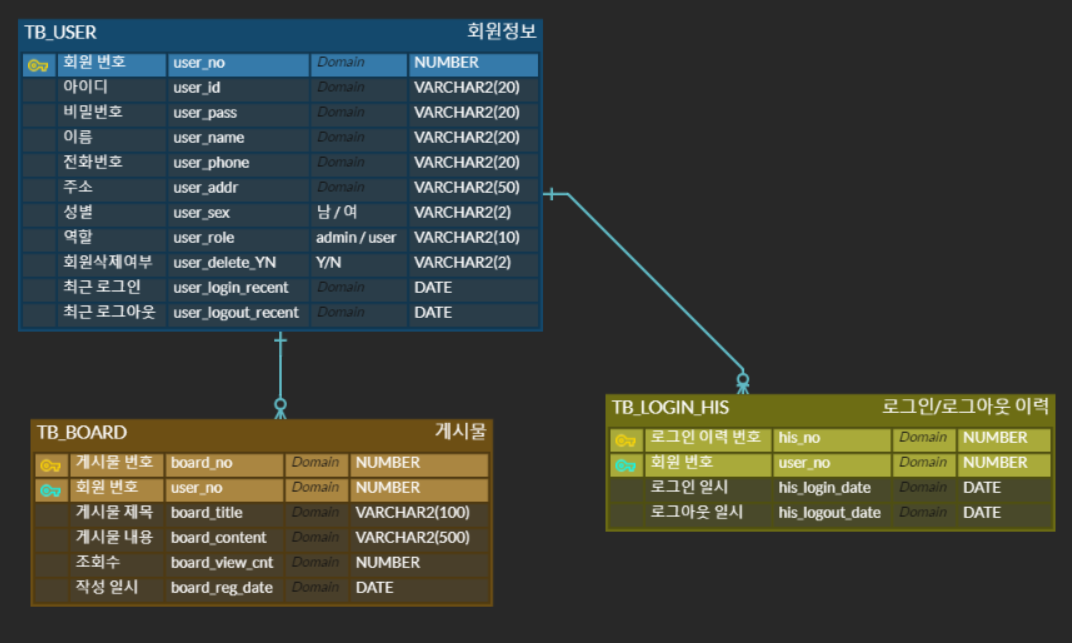 TB_USER 회원정보
회원 번호 user_no Domain NUMBER
아이디 user_id Domain VARCHAR2(20)
비밀번호 user_pass Domain VARCHAR2(20)
이름 user_name Domain VARCHAR2(20)
전화번호 user_phone Domain VARCHAR2(20)
주소 user_addr Domain VARCHAR2(50)
성별 user_sex 남 / 여 VARCHAR2(2)
역할 user_role admin / user VARCHAR2(10)
회원삭제여부 user_delete_YN Y/N VARCHAR2(2)
최근 로그인 user_login_recent Domain DATE
최근 로그아웃 user_logout_recent Domain DATE
TB_BOARD 게시물
게시물 번호 board_no Domain NUMBER
회원 번호 user_no Domain NUMBER
게시물 제목 board_title Domain VARCHAR2(100)
게시물 내용 board_content Domain VARCHAR2(500)
조회수 board_view_cnt Domain NUMBER
작성 일시 board_reg_date Domain DATE
TB_LOGIN_HIS 로그인/로그아웃 이력
로그인 이력 번호 his_no Domain NUMBER
회원 번호 user_no Domain NUMBER
로그인 일시 his_login_date Domain DATE
로그아웃 일시 his_logout_date Domain DATE